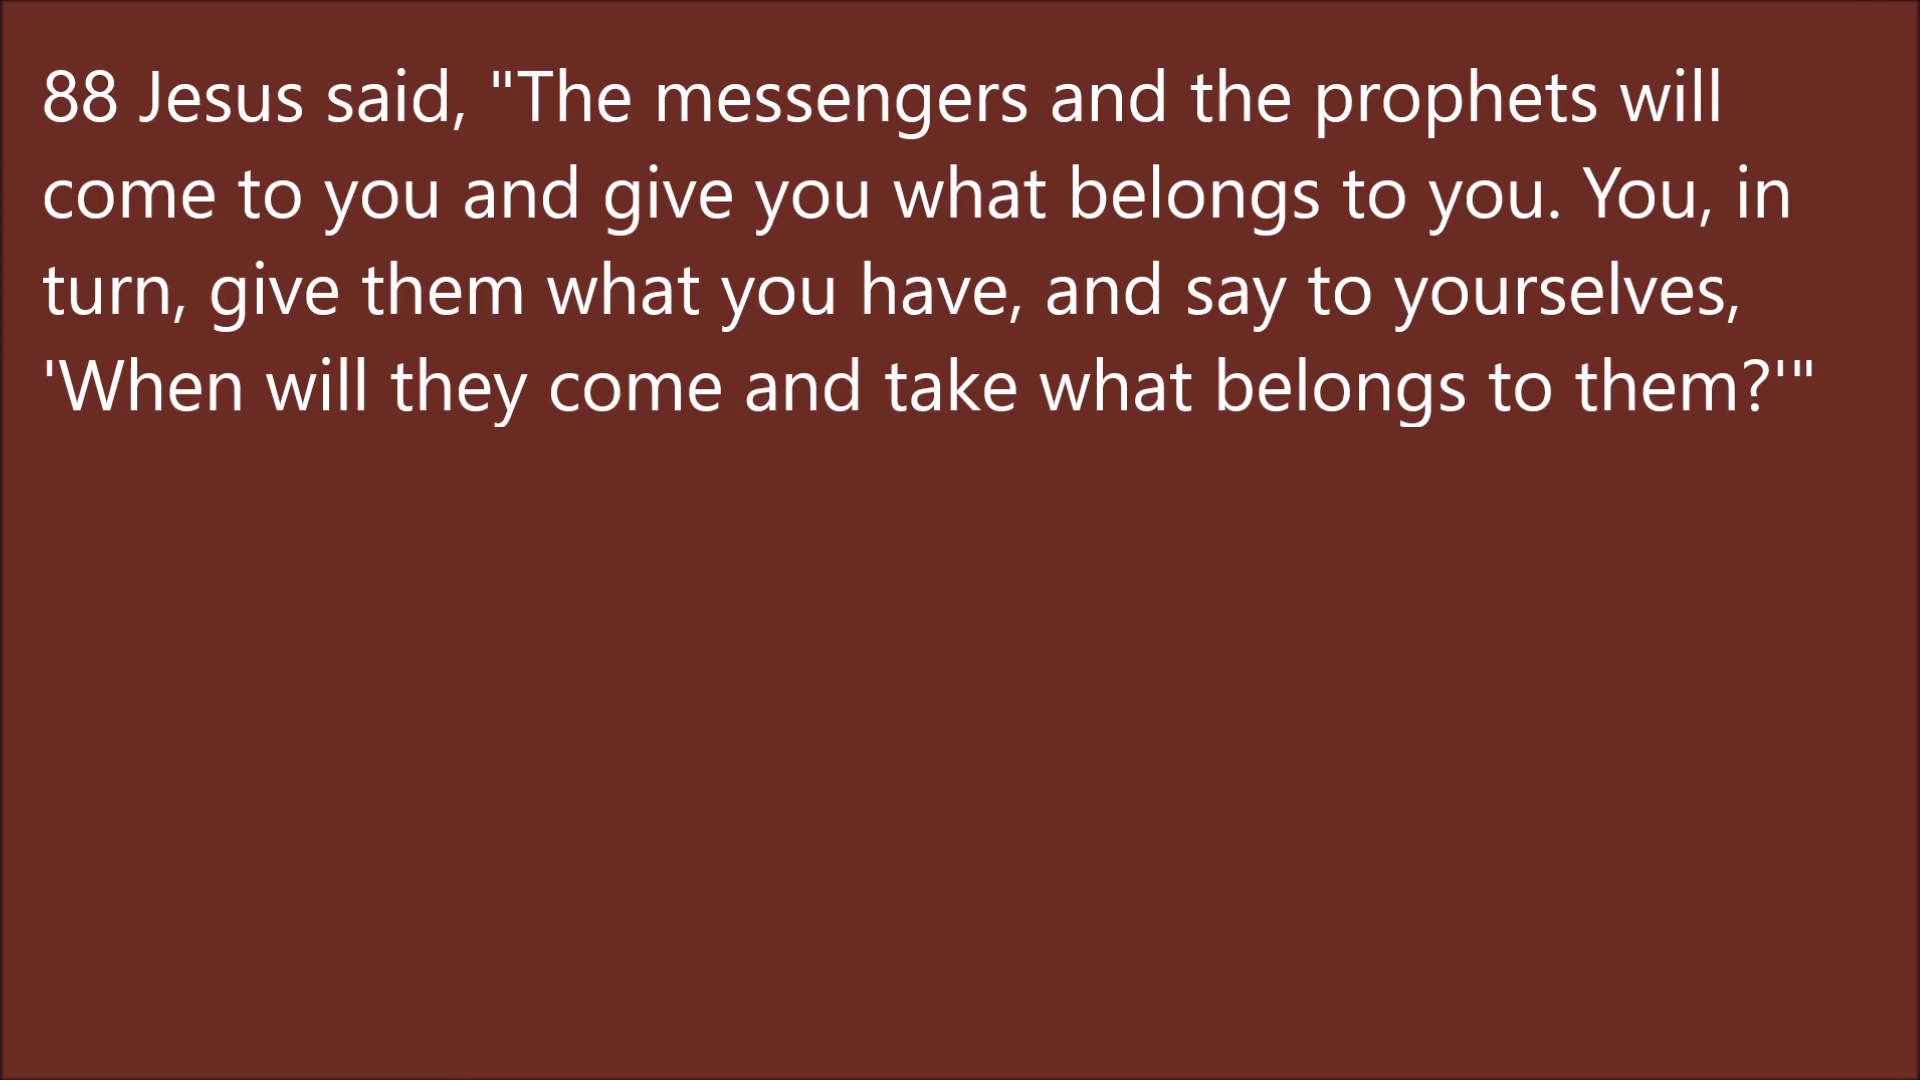 88 Jesus said, "The messengers and the prophets will
come to you and give you what belongs to you. You, in
turn, give them what you have, and say to yourselves,
'When will they come and take what belongs to them?'"